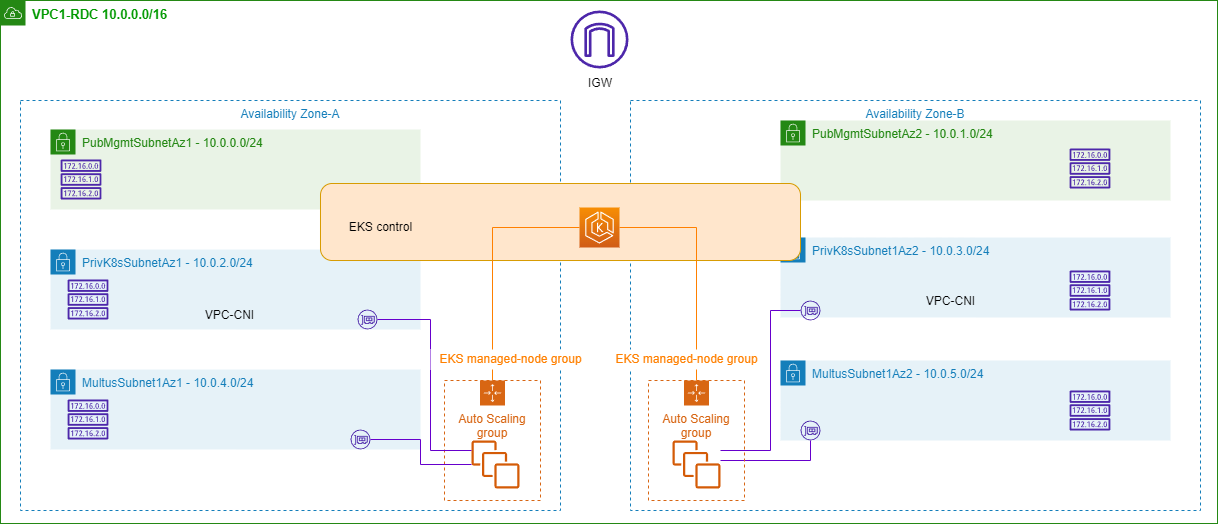 VPC1-RDC 10.0.0.0/16
IGW
Availability Zone-A
Availability Zone-B
PubMgmtSubnetAz1 - 10.0.0.0/24
172.16.0.0
172.16.1.0
172.16.2.0
PubMgmtSubnetAz2 - 10.0.1.0/24
172.16.0.0
172.16.1.0
172.16.2.0
EKS control
K
PrivK8sSubnetAz1 - 10.0.2.0/24
172.16.0.0
172.16.1.0
172.16.2.0
VPC-CNI
PrivK8sSubnet1Az2 - 10.0.3.0/24
VPC-CNI
172.16.0.0
172.16.1.0
172.16.2.0
EKS managed-node group
EKS managed-node group
MultusSubnet1Az1 - 10.0.4.0/24
172.16.0.0
172.16.1.0
172.16.2.0
Auto Scaling
group
Auto Scaling
group
MultusSubnet1Az2 - 10.0.5.0/24
172.16.0.0
172.16.1.0
172.16.2.0